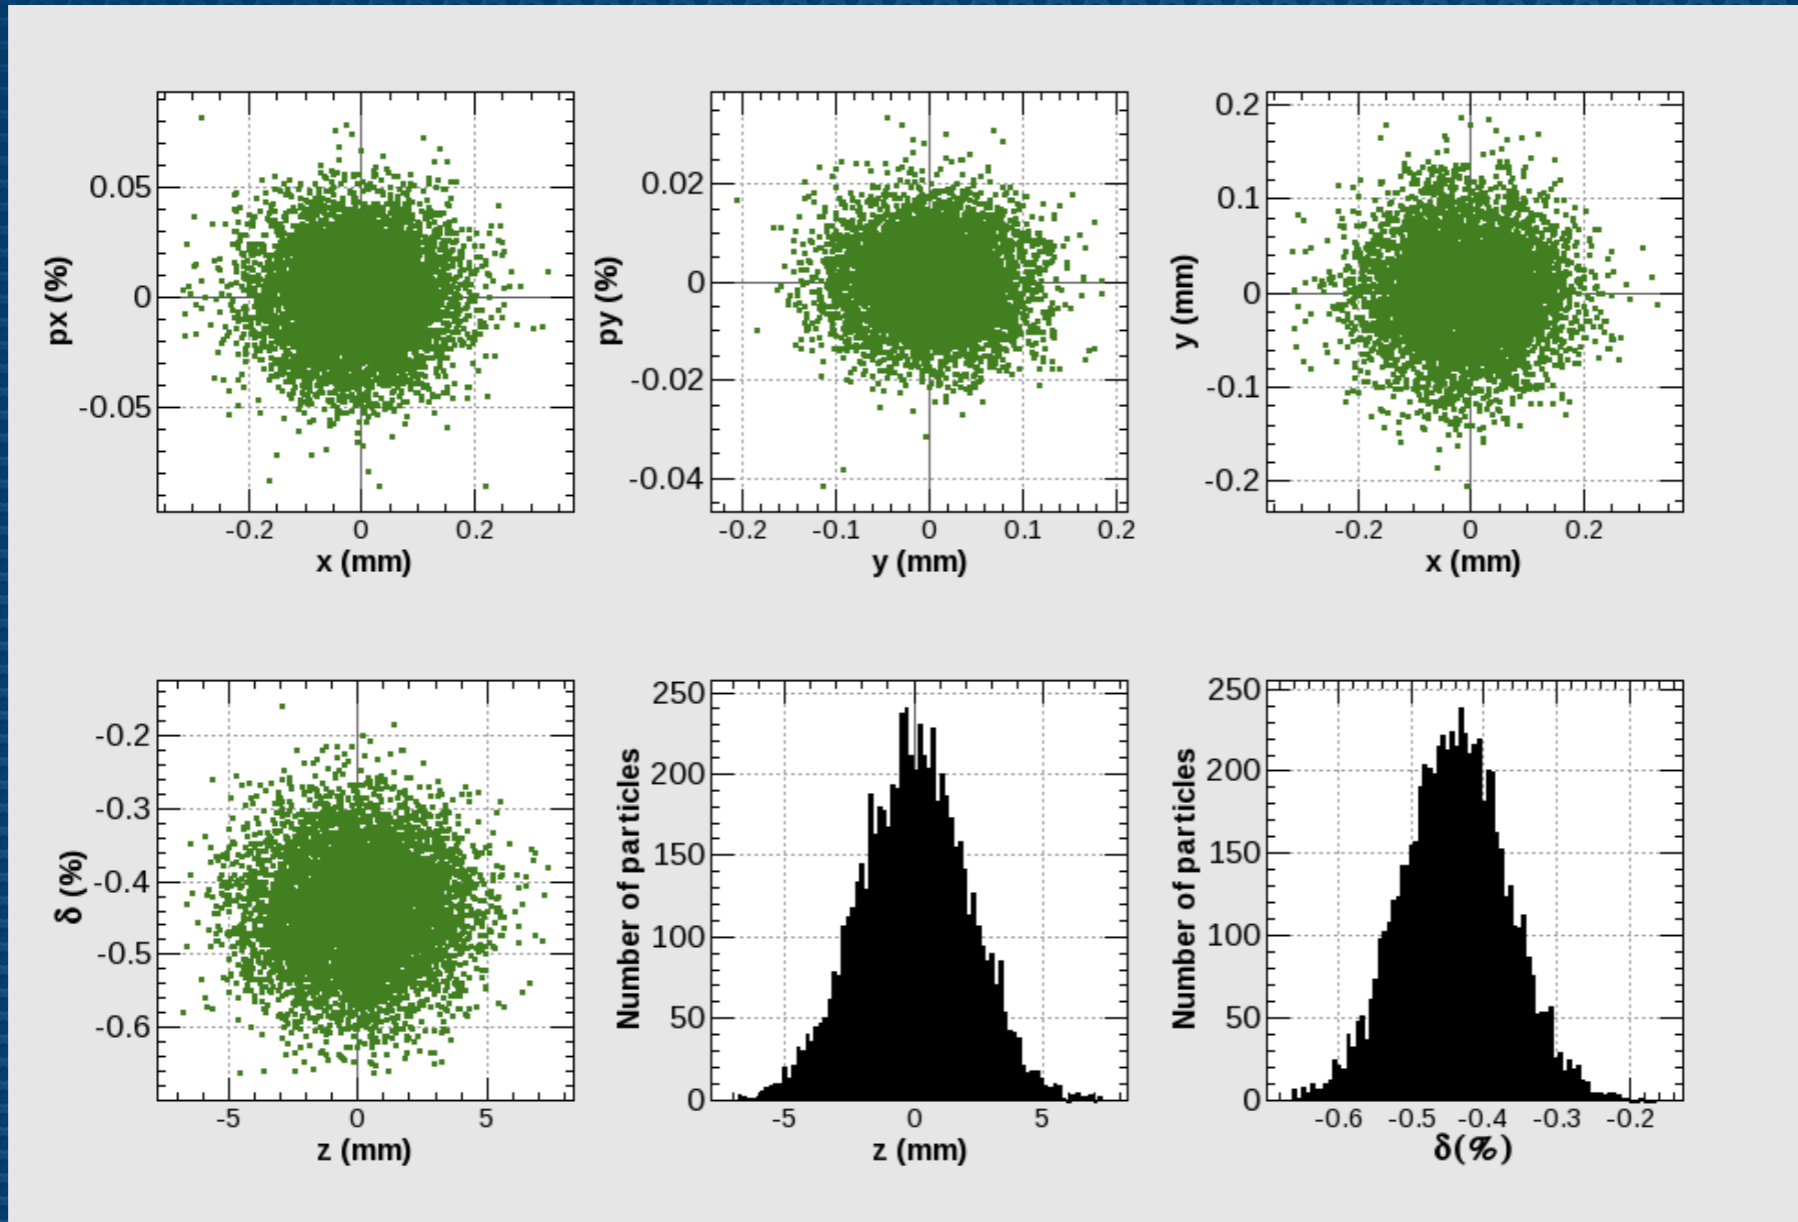 px (%)
0.05
0
-0.05
-0.2 0 0.2
x (mm)
py (%)
0.02
0
-0.02
-0.04
-0.2 -0.1 0 0.1 0.2
y (mm)
y (mm)
0.2
0.1
0
-0.1
-0.2
-0.2 0 0.2
x (mm)
δ (%)
-0.2
-0.3
-0.4
-0.5
-0.6
-5 0 5
z (mm)
Number of particles
250
200
150
100
50
0
-5 0 5
z (mm)
Number of particles
250
200
150
100
50
0
-0.6 -0.5 -0.4 -0.3 -0.2
δ(%)